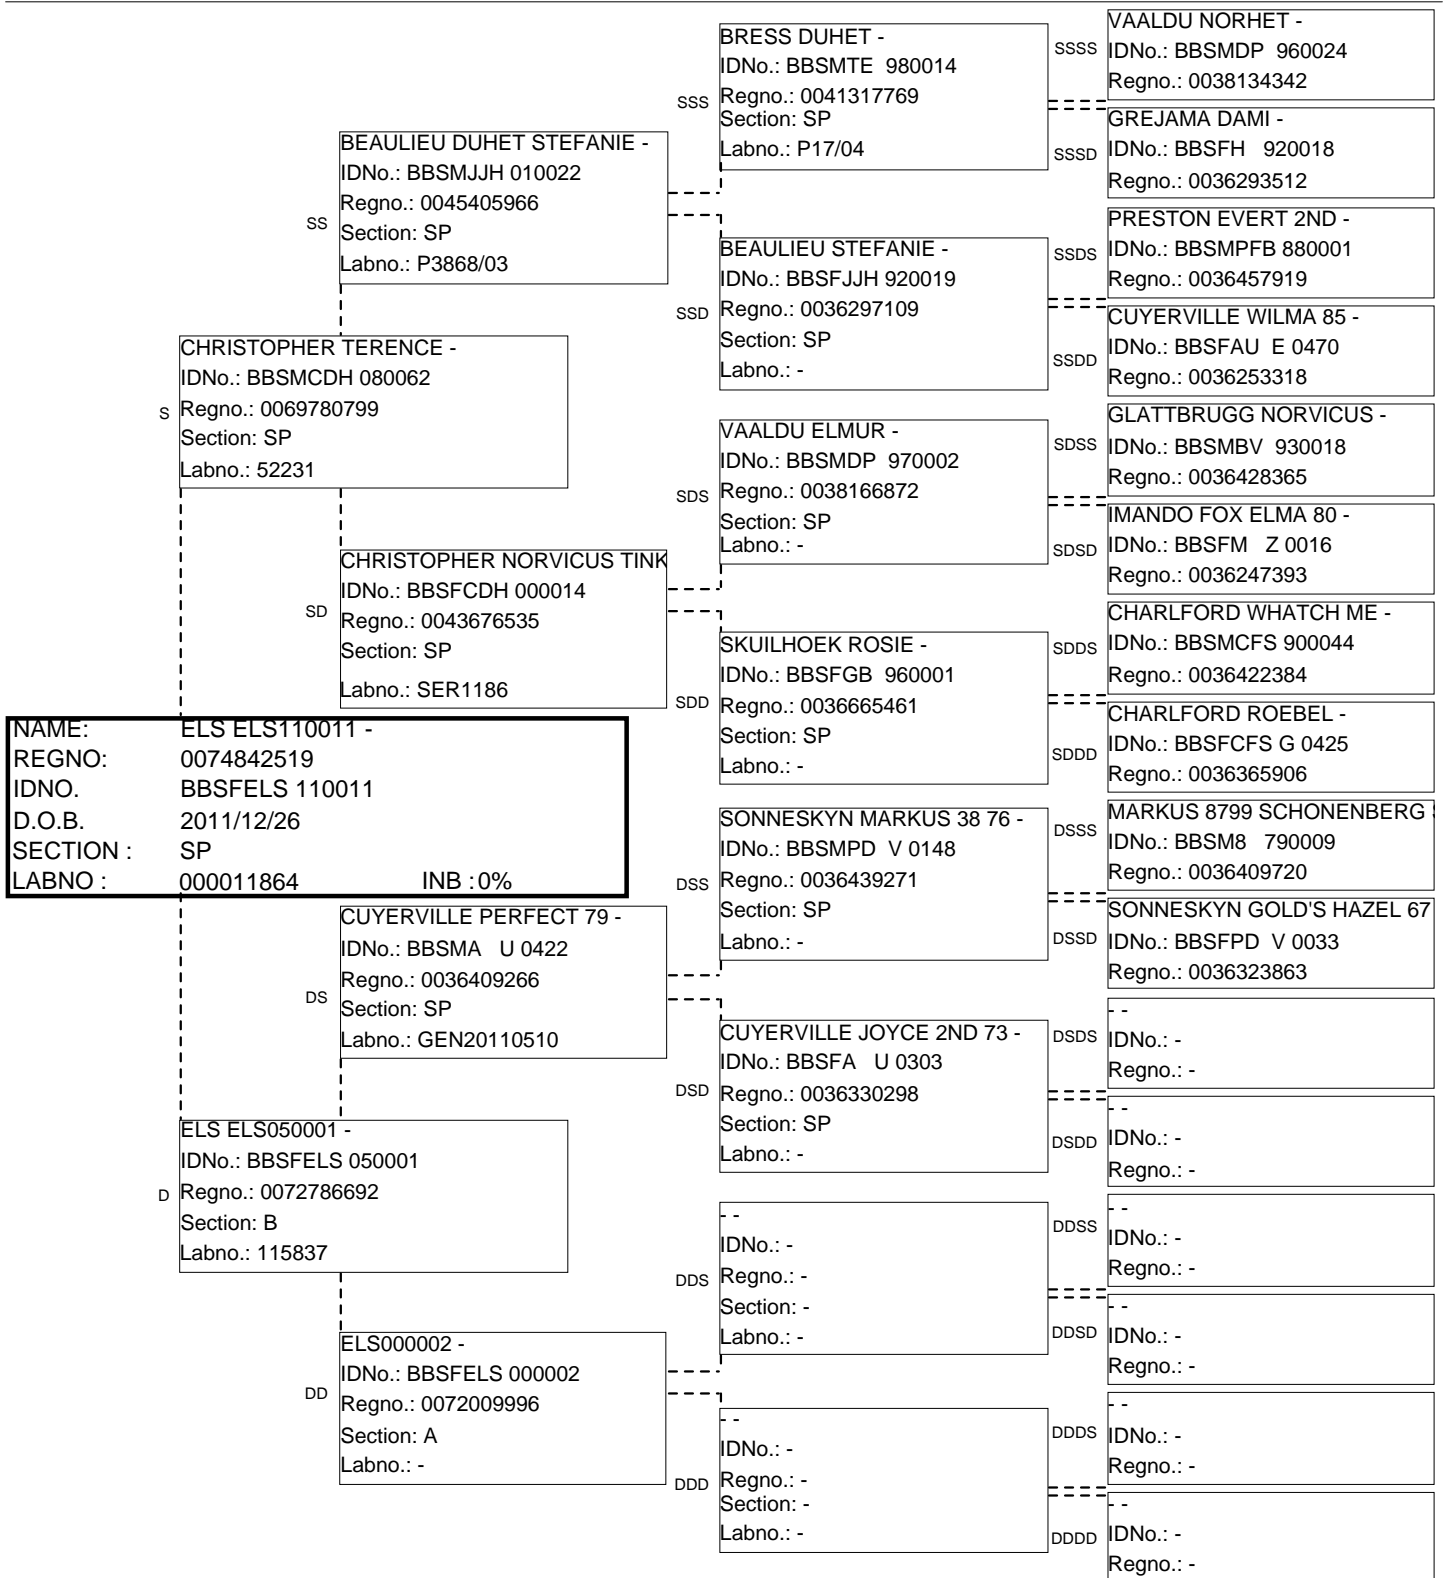 NAME: ELS ELS110011 -
REGNO: 0074842519
IDNO. BBSFELS 110011
D.O.B. 2011/12/26
SECTION : SP
LABNO : 000011864 INB : 0%
S
CHRISTOPHER TERENCE -
IDNo.: BBSMCDH 080062
Regno.: 0069780799
Section: SP
Labno.: 52231
D
ELS ELS050001 -
IDNo.: BBSFELS 050001
Regno.: 0072786692
Section: B
Labno.: 115837
SS
BEAULIEU DUHET STEFANIE -
IDNo.: BBSMJJH 010022
Regno.: 0045405966
Section: SP
Labno.: P3868/03
SD
CHRISTOPHER NORVICUS TINK
IDNo.: BBSFCDH 000014
Regno.: 0043676535
Section: SP
Labno.: SER1186
DS
CUYERVILLE PERFECT 79 -
IDNo.: BBSMA U 0422
Regno.: 0036409266
Section: SP
Labno.: GEN20110510
DD
ELS000002 -
IDNo.: BBSFELS 000002
Regno.: 0072009996
Section: A
Labno.: -
SSS
BRESS DUHET -
IDNo.: BBSMTE 980014
Regno.: 0041317769
Section: SP
Labno.: P17/04
SSD
BEAULIEU STEFANIE -
IDNo.: BBSFJJH 920019
Regno.: 0036297109
Section: SP
Labno.: -
SDS
VAALDU ELMUR -
IDNo.: BBSMDP 970002
Regno.: 0038166872
Section: SP
Labno.: -
SDD
SKUILHOEK ROSIE -
IDNo.: BBSFGB 960001
Regno.: 0036665461
Section: SP
Labno.: -
DSS
SONNESKYN MARKUS 38 76 -
IDNo.: BBSMPD V 0148
Regno.: 0036439271
Section: SP
Labno.: -
DSD
CUYERVILLE JOYCE 2ND 73 -
IDNo.: BBSFA U 0303
Regno.: 0036330298
Section: SP
Labno.: -
DDS
- -
IDNo.: -
Regno.: -
Section: -
Labno.: -
DDD
- -
IDNo.: -
Regno.: -
Section: -
Labno.: -
SSSS
VAALDU NORHET -
IDNo.: BBSMDP 960024
Regno.: 0038134342
SSSD
GREJAMA DAMI -
IDNo.: BBSFH 920018
Regno.: 0036293512
SSDS
PRESTON EVERT 2ND -
IDNo.: BBSMPFB 880001
Regno.: 0036457919
SSDD
CUYERVILLE WILMA 85 -
IDNo.: BBSFAU E 0470
Regno.: 0036253318
SDSS
GLATTBRUGG NORVICUS -
IDNo.: BBSMBV 930018
Regno.: 0036428365
SDSD
IMANDO FOX ELMA 80 -
IDNo.: BBSFM Z 0016
Regno.: 0036247393
SDDS
CHARLFORD WHATCH ME -
IDNo.: BBSMCFS 900044
Regno.: 0036422384
SDDD
CHARLFORD ROEBEL -
IDNo.: BBSFCFS G 0425
Regno.: 0036365906
DSSS
MARKUS 8799 SCHONENBERG
IDNo.: BBSM8 790009
Regno.: 0036409720
DSSD
SONNESKYN GOLD'S HAZEL 67
IDNo.: BBSFPD V 0033
Regno.: 0036323863
DSDS
- -
IDNo.: -
Regno.: -
DSDD
- -
IDNo.: -
Regno.: -
DDSS
- -
IDNo.: -
Regno.: -
DDSD
- -
IDNo.: -
Regno.: -
DDDS
- -
IDNo.: -
Regno.: -
DDDD
- -
IDNo.: -
Regno.: -